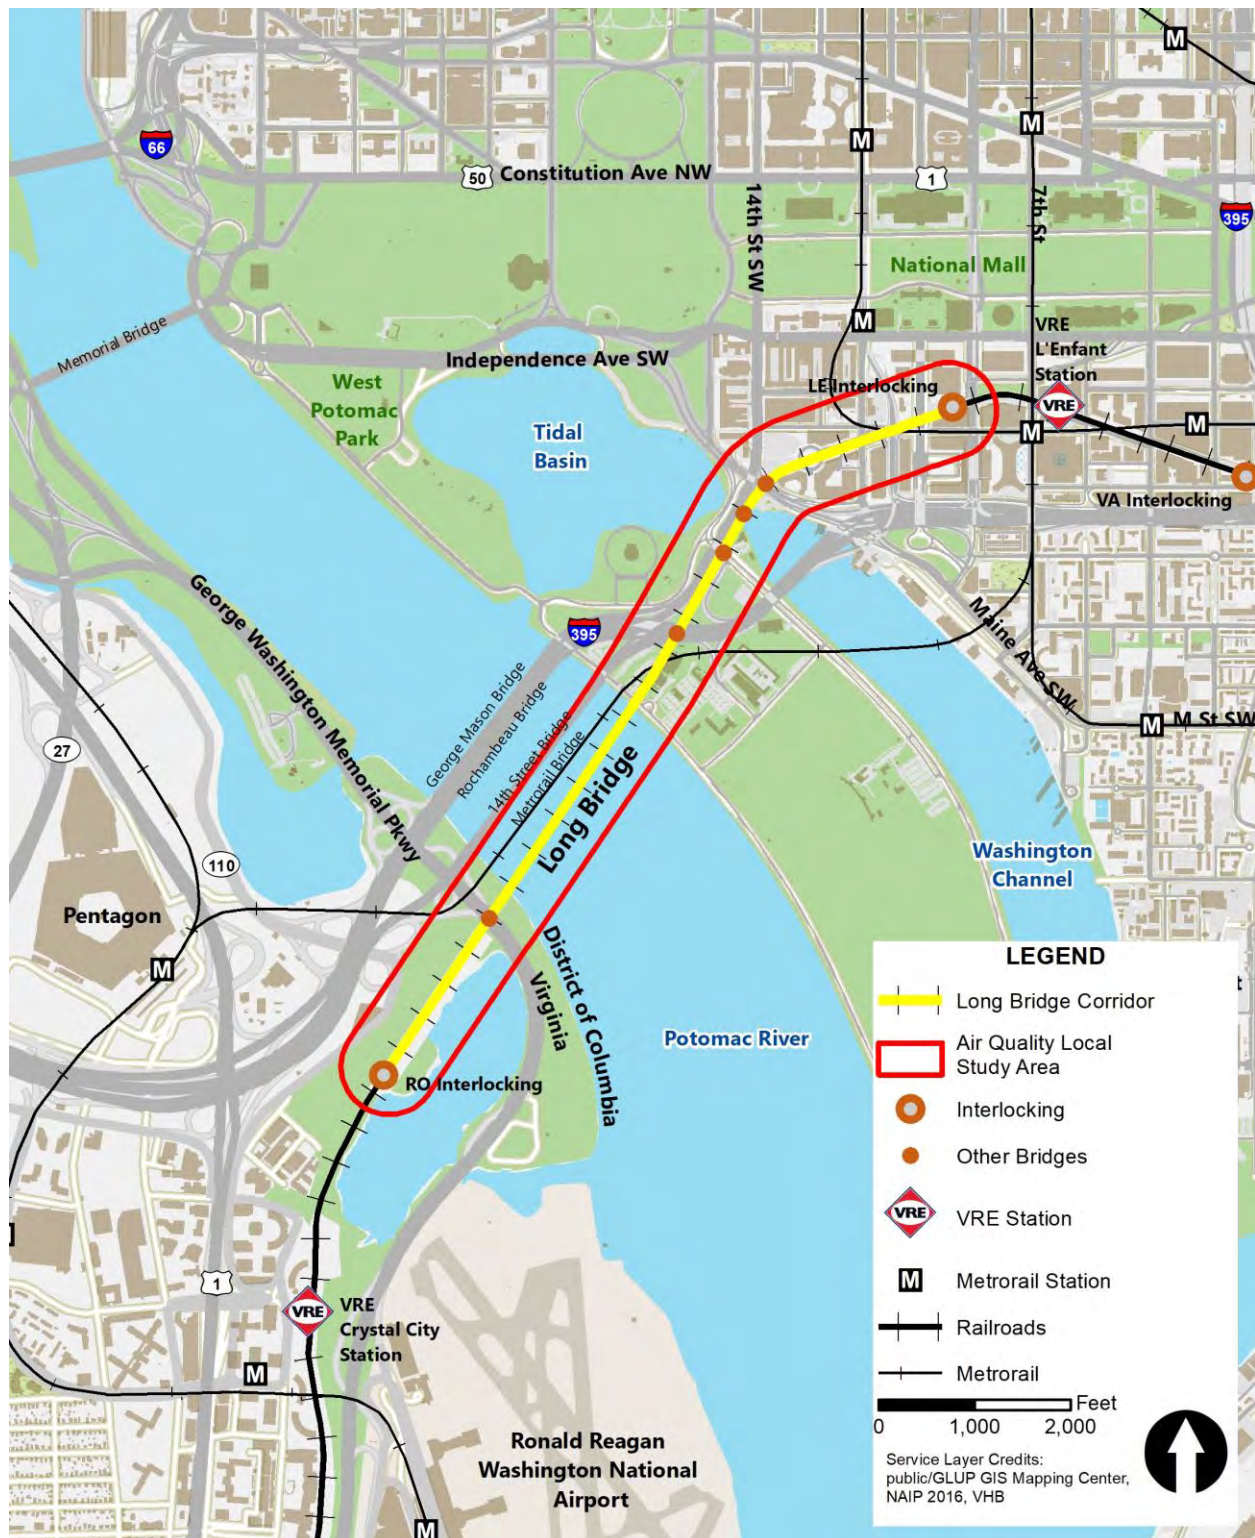 M
66
M
M
50
Constitution Ave NW
1
14th St SW
7th St
395
National Mall
Memorial Bridge
M
VRE
L'Enfant
Station
Independence Ave SW
West
Potomac
Park
LE Interlocking
VRE
Tidal
Basin
M
M
VA Interlocking
George Washington Memorial Pkwy
395
Maine Ave SW
George Mason Bridge
Rochambeau Bridge
14th Street Bridge
Metrorail Bridge
Long Bridge
M
M St SW
27
110
Washington
Channel
Pentagon
M
District of Columbia
Virginia
Potomac River
RO Interlocking
1
VRE
VRE
Crystal City
Station
M
Ronald Reagan
Washington National
Airport
M
LEGEND
Long Bridge Corridor
Air Quality Local
Study Area
Interlocking
Other Bridges
VRE
VRE Station
M
Metrorail Station
Railroads
Metrorail
Feet
0 1,000 2,000
Service Layer Credits:
public/GLUP GIS Mapping Center,
NAIP 2016, VHB